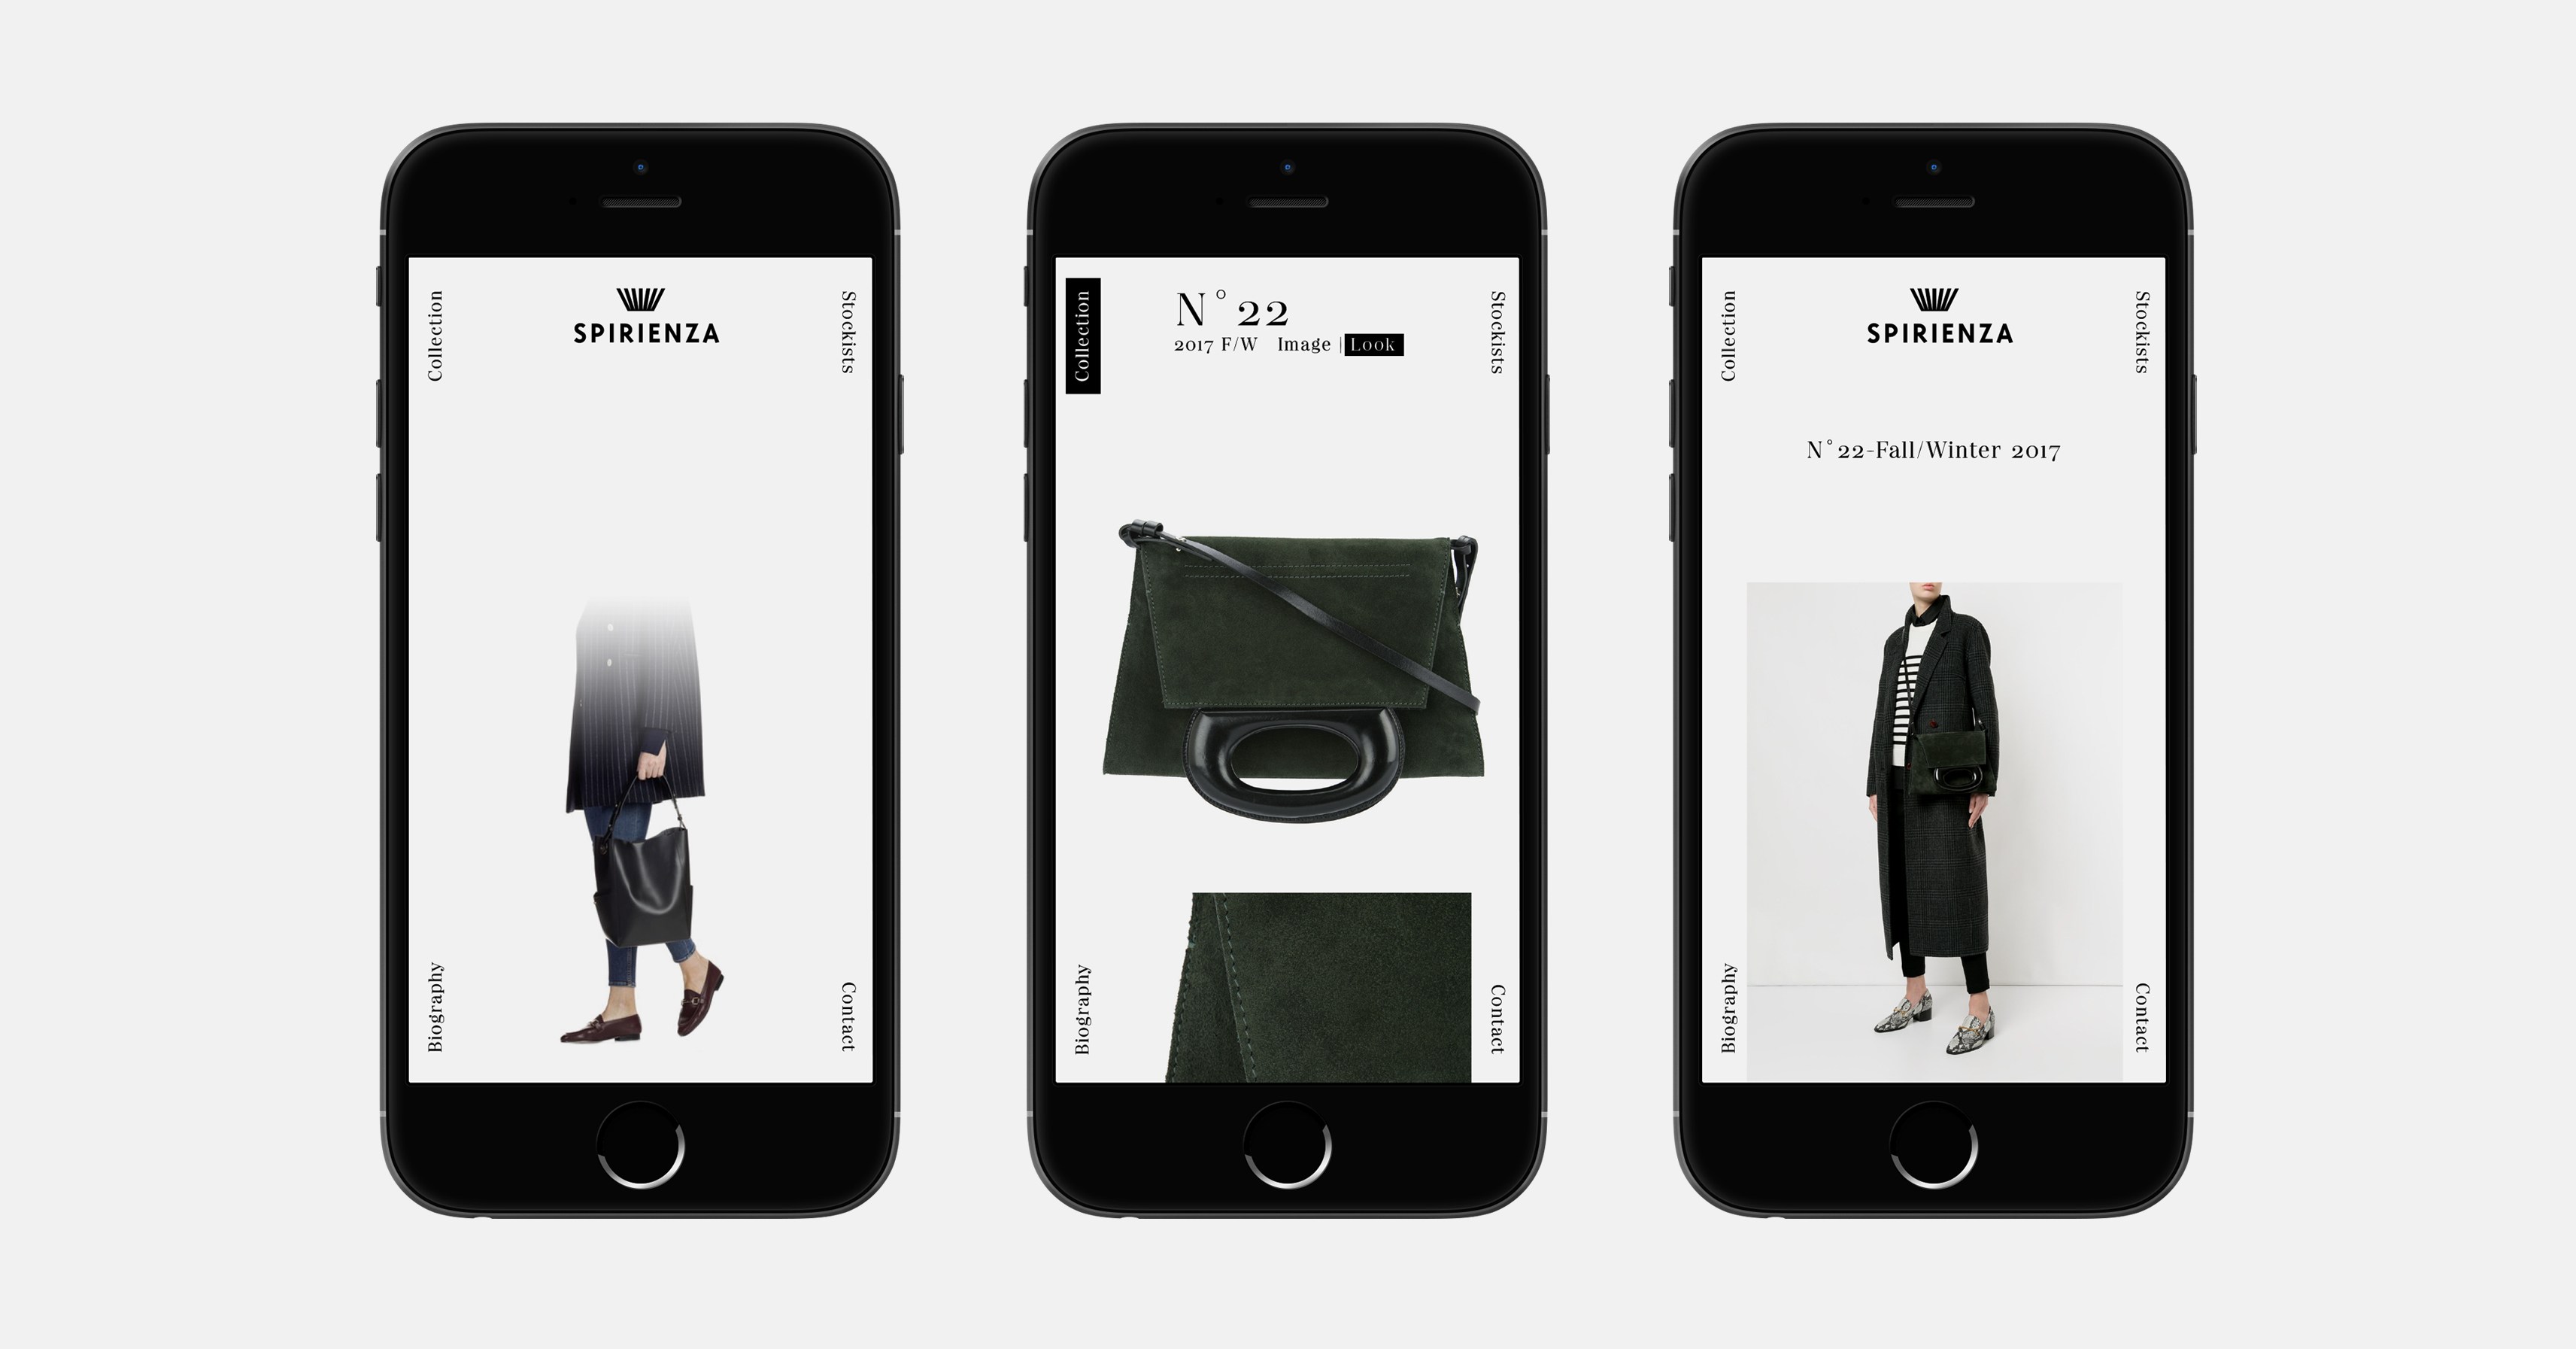 Collection
SPIRIENZA
Stockists
Biography
Contact
Collection
N°22
2017 F/W Image | Look
Stockists
Biography
Contact
Collection
SPIRIENZA
Stockists
N°22-Fall/Winter 2017
Biography
Contact